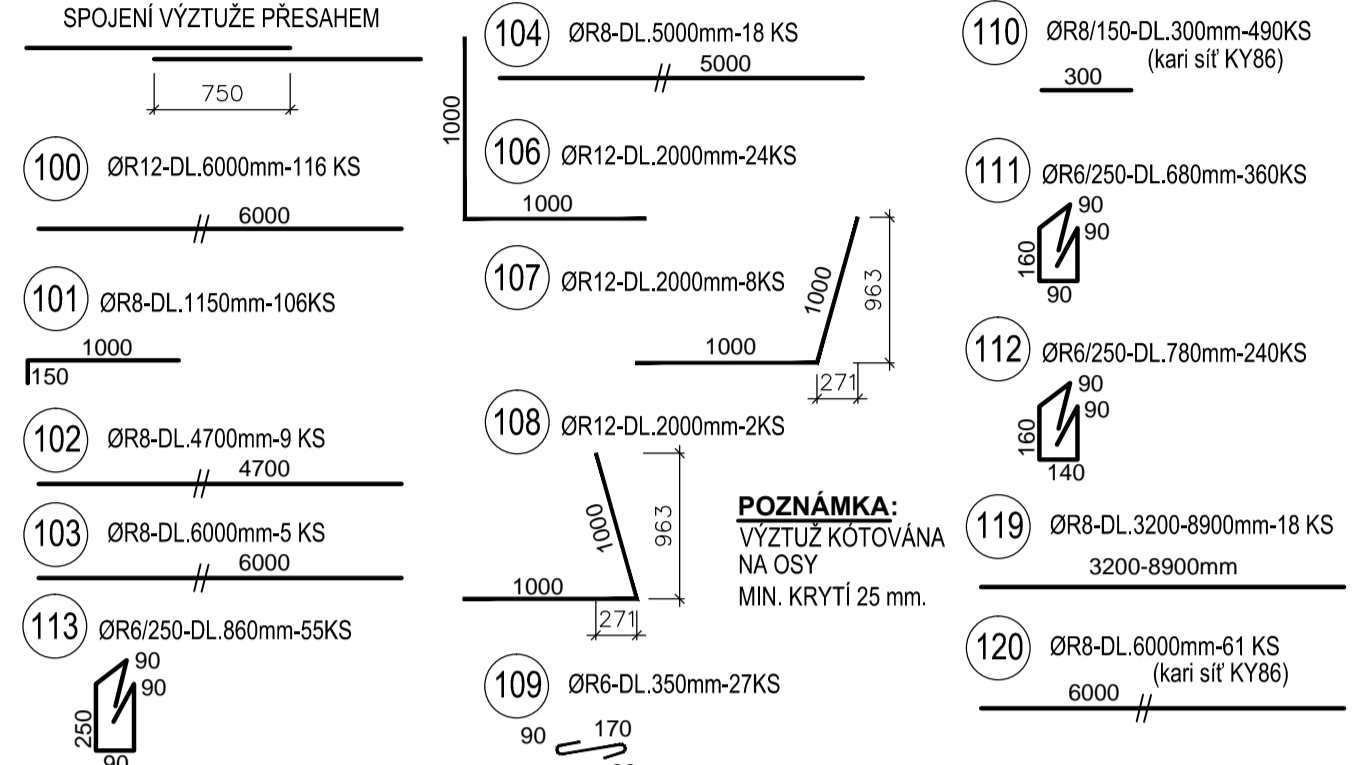 SPOJENÍ VÝZTUŽE PŘESAHEM
750
100
ØR12-DL.6000mm-116 KS
6000
101
ØR8-DL.1150mm-106KS
1000
150
102
ØR8-DL.4700mm-9 KS
4700
103
ØR8-DL.6000mm-5 KS
6000
113
ØR6/250-DL.860mm-55KS
90
90
250
90
104
ØR8-DL.5000mm-18 KS
5000
1000
106
ØR12-DL.2000mm-24KS
1000
107
ØR12-DL.2000mm-8KS
1000
963
1000
271
108
ØR12-DL.2000mm-2KS
1000
963
1000
271
POZNÁMKA:
VÝZTUŽ KÓTOVÁNA
NA OSY
MIN. KRYTÍ 25 mm.
109
ØR6-DL.350mm-27KS
90
170
110
ØR8/150-DL.300mm-490KS
(kari síť KY86)
300
111
ØR6/250-DL.680mm-360KS
90
90
160
90
112
ØR6/250-DL.780mm-240KS
90
90
160
140
119
ØR8-DL.3200-8900mm-18 KS
3200-8900mm
120
ØR8-DL.6000mm-61 KS
(kari síť KY86)
6000